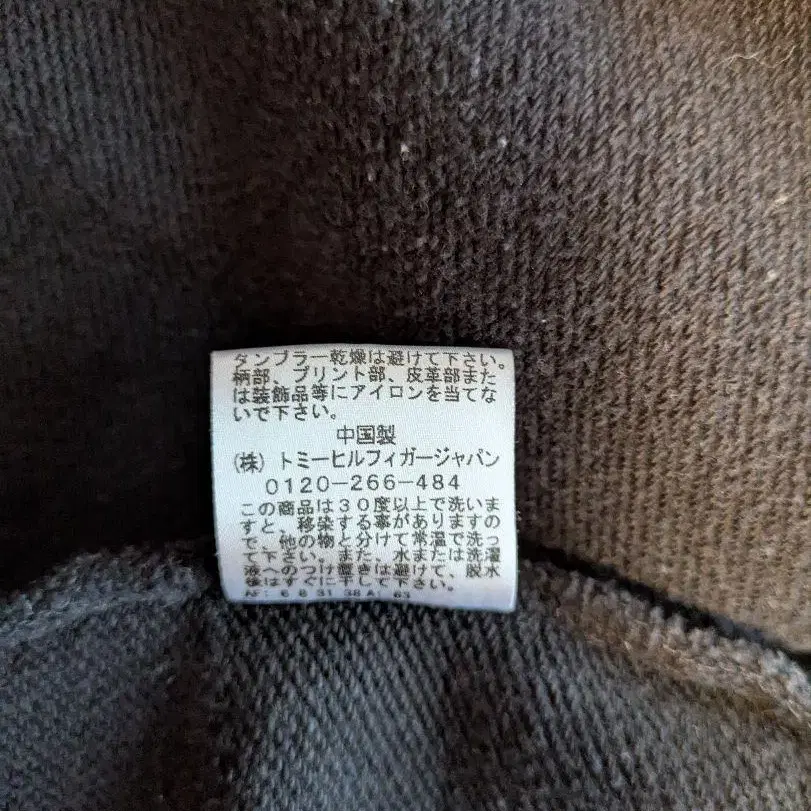 タンブラー乾燥は避けて下さい。
柄部、プリント部、皮革部また
は装飾品等にアイロンを当てな
いで下さい。
中国製
(株)トミーヒルフィガージャパン
0120-266-484
この商品は30度以上で洗いま
すと、移染する事がありますの
で、他の物と分けて常温で洗っ
て下さい。また、水または洗濯
液へのつけ置きは避けて、脱水
後はすぐに干して下さい。